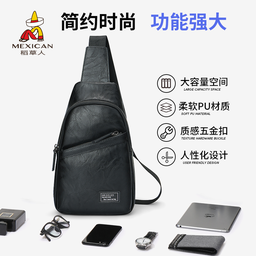 MEXICAN
稻草人
简约时尚 功能强大
大容量空间
LARGE CAPACITY SPACE
柔软PU材质
SOFT PU MATERIAL
质感五金扣
TEXTURE HARDWARE BUCKLE
人性化设计
USER FRIENDLY DESIGN